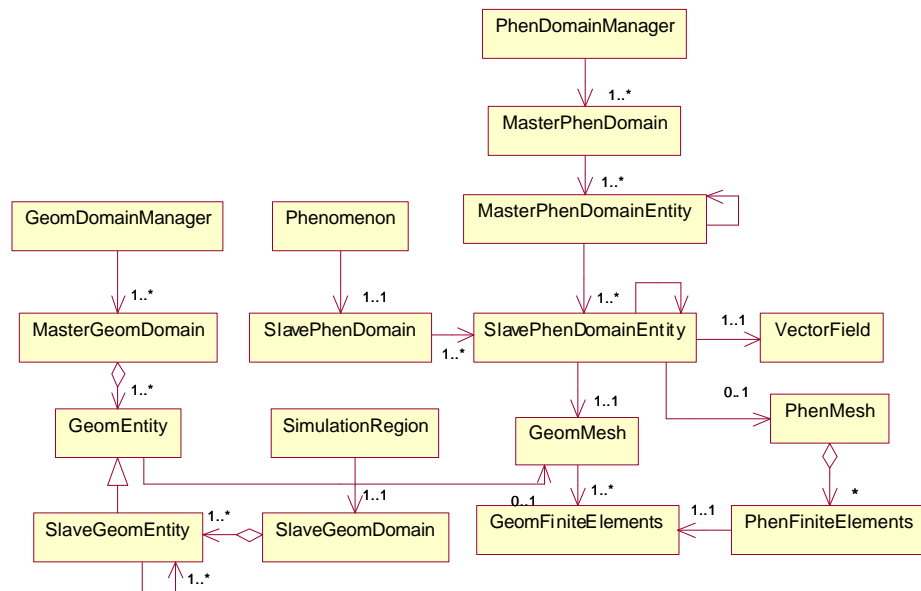 PhenDomainManager
1..*
MasterPhenDomain
1..*
MasterPhenDomainEntity
GeomDomainManager
Phenomenon
1..*
1..1
1..*
MasterGeomDomain
SlavePhenDomain
SlavePhenDomainEntity
VectorField
1..1
1..*
1..*
0..1
GeomEntity
SimulationRegion
1..1
GeomMesh
PhenMesh
1..1
0..1
1..*
1..1
*
1..*
SlaveGeomEntity
SlaveGeomDomain
GeomFiniteElements
PhenFiniteElements
1..*